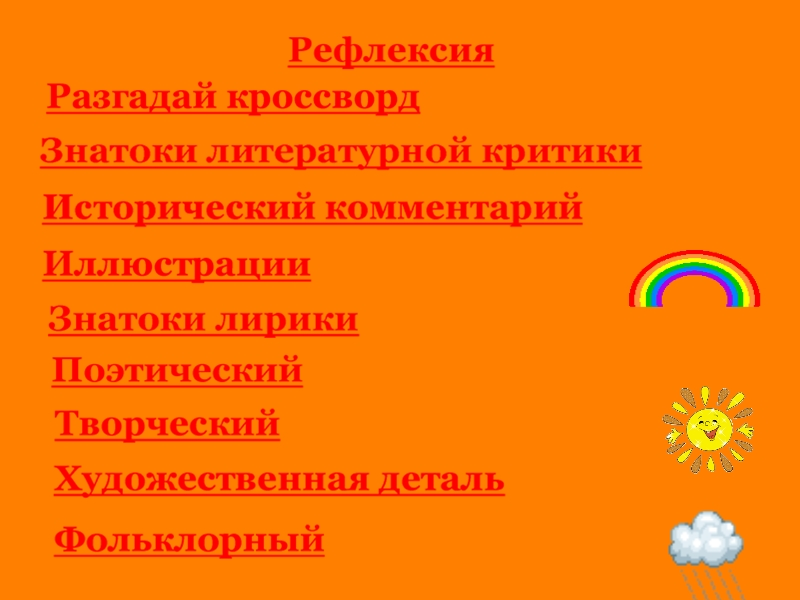 Рефлексия
Разгадай кроссворд
Знатоки литературной критики
Исторический комментарий
Иллюстрации
Знатоки лирики
Поэтический
Творческий
Художественная деталь
Фольклорный